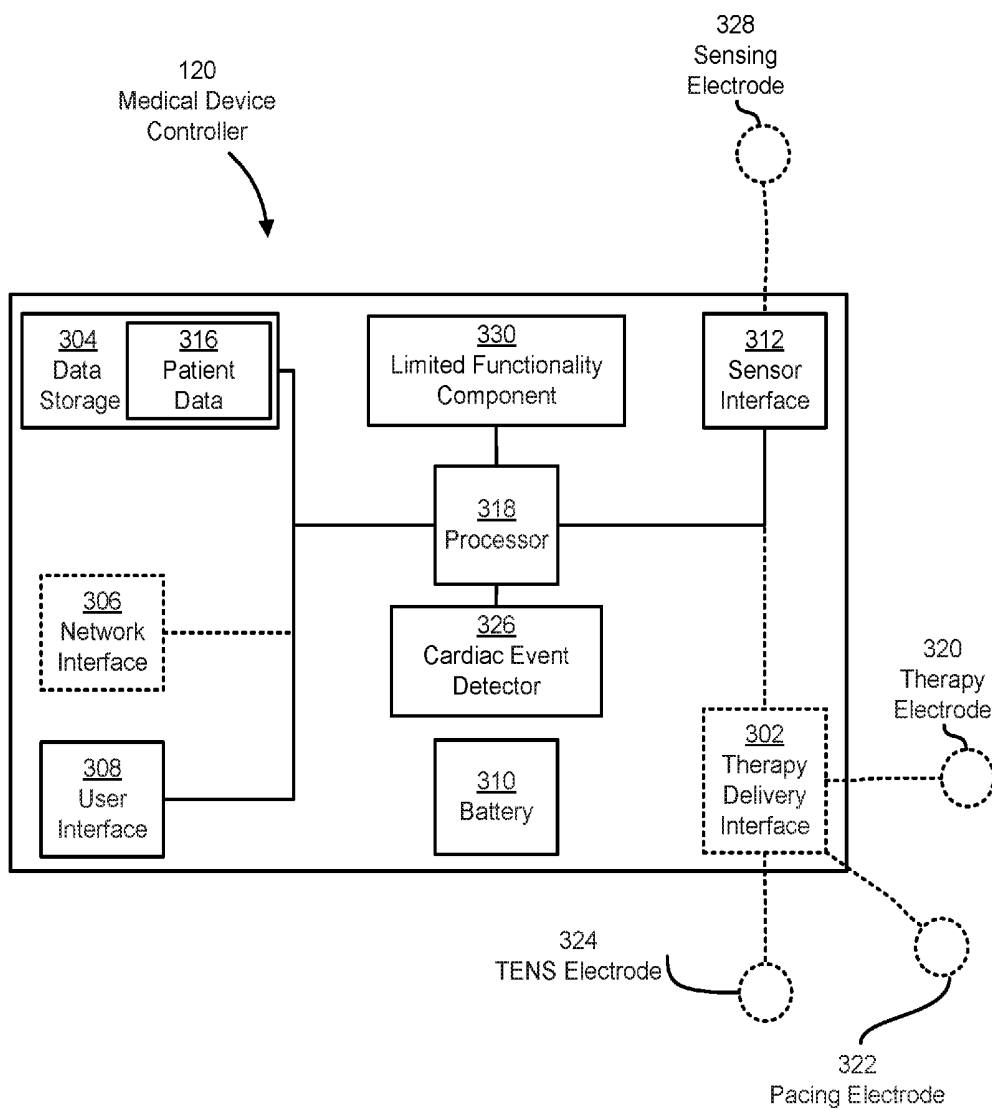 328
Sensing
Electrode
120
Medical Device
Controller
304
Data
Storage
316
Patient
Data
330
Limited Functionality
Component
312
Sensor
Interface
318
Processor
306
Network
Interface
326
Cardiac Event
Detector
320
Therapy
Electrode
308
User
Interface
310
Battery
302
Therapy
Delivery
Interface
324
TENS Electrode
322
Pacing Electrode